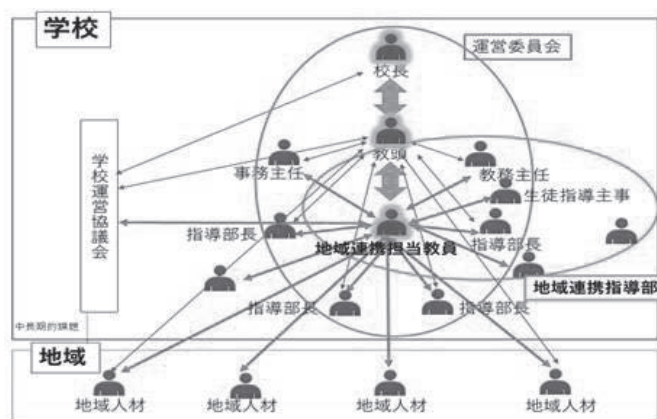 学校
運営委員会
校長
教頭
事務主任
教務主任
生徒指導主事
学校運営協議会
指導部長
指導部長
地域連携担当教員
地域連携指導部
指導部長
指導部長
中長期的課題
地域
地域人材
地域人材
地域人材
地域人材